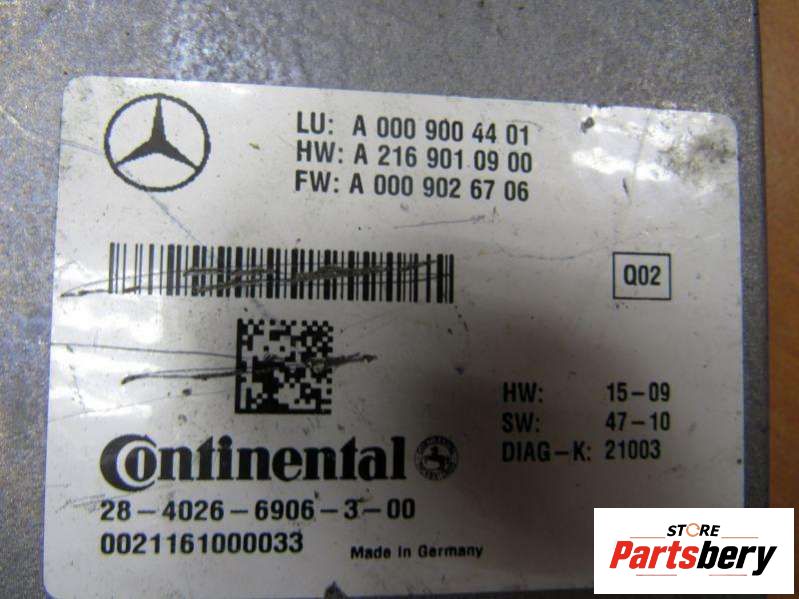 LU: A 000 900 44 01
HW: A 216 901 09 00
FW: A 000 902 67 06
Q02
HW: 15-09
SW: 47-10
DIAG-K: 21003
Continental
28-4026-6906-3-00
0021161000033
Made in Germany
STORE
Partsbery